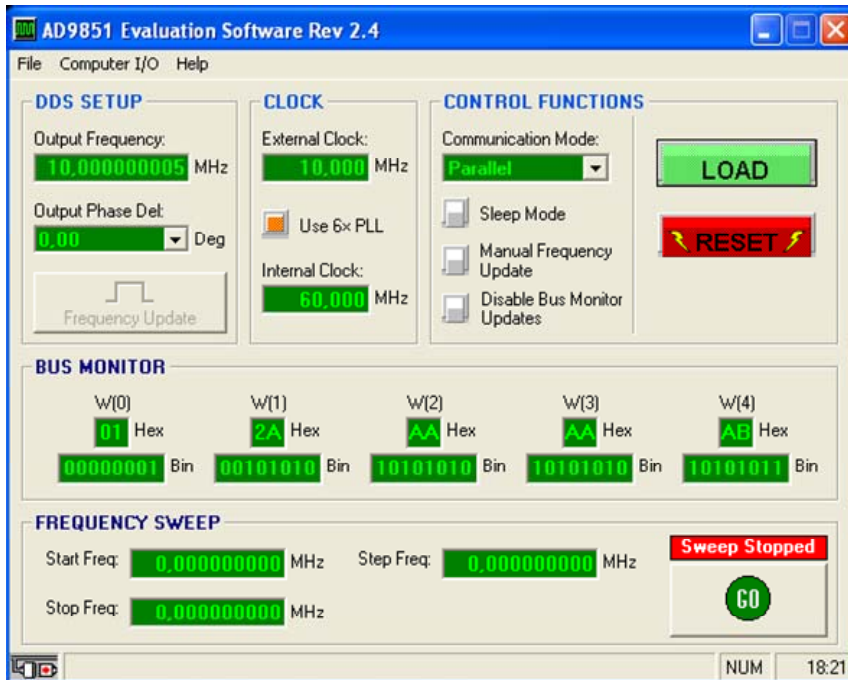 AD9851 Evaluation Software Rev 2.4
File Computer I/O Help
DDS SETUP
Output Frequency:
10,000000005 MHz
Output Phase Del:
0,00 Deg
Frequency Update
CLOCK
External Clock:
10,000 MHz
Use 6× PLL
Internal Clock:
60,000 MHz
CONTROL FUNCTIONS
Communication Mode:
Parallel
Sleep Mode
Manual Frequency
Update
Disable Bus Monitor
Updates
LOAD
RESET
BUS MONITOR
W(0) W(1) W(2) W(3) W(4)
01 Hex 2A Hex AA Hex AA Hex AB Hex
00000001 Bin 00101010 Bin 10101010 Bin 10101010 Bin 10101011 Bin
FREQUENCY SWEEP
Start Freq: 0,000000000 MHz Step Freq: 0,000000000 MHz
Stop Freq: 0,000000000 MHz
Sweep Stopped
GO
NUM 18:21